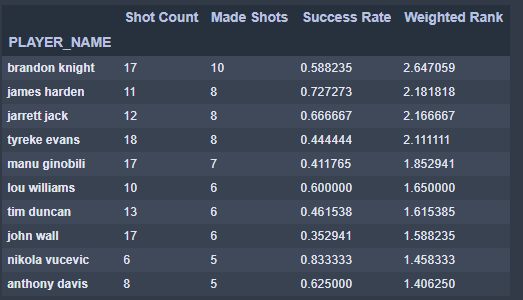 Shot Count Made Shots Success Rate Weighted Rank
PLAYER_NAME
brandon knight 17 10 0.588235 2.647059
james harden 11 8 0.727273 2.181818
jarrett jack 12 8 0.666667 2.166667
tyreke evans 18 8 0.444444 2.111111
manu ginobili 17 7 0.411765 1.852941
lou williams 10 6 0.600000 1.650000
tim duncan 13 6 0.461538 1.615385
john wall 17 6 0.352941 1.588235
nikola vucevic 6 5 0.833333 1.458333
anthony davis 8 5 0.625000 1.406250